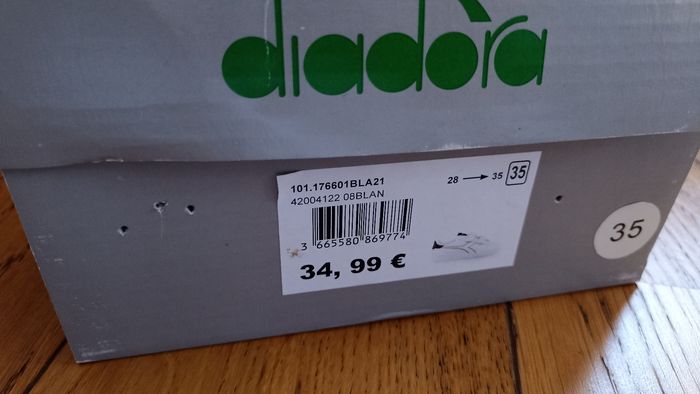 diadora
101.176601BLA21
28 → 35 35
42004122 08BLAN
3 665580 869774
34, 99 €
35